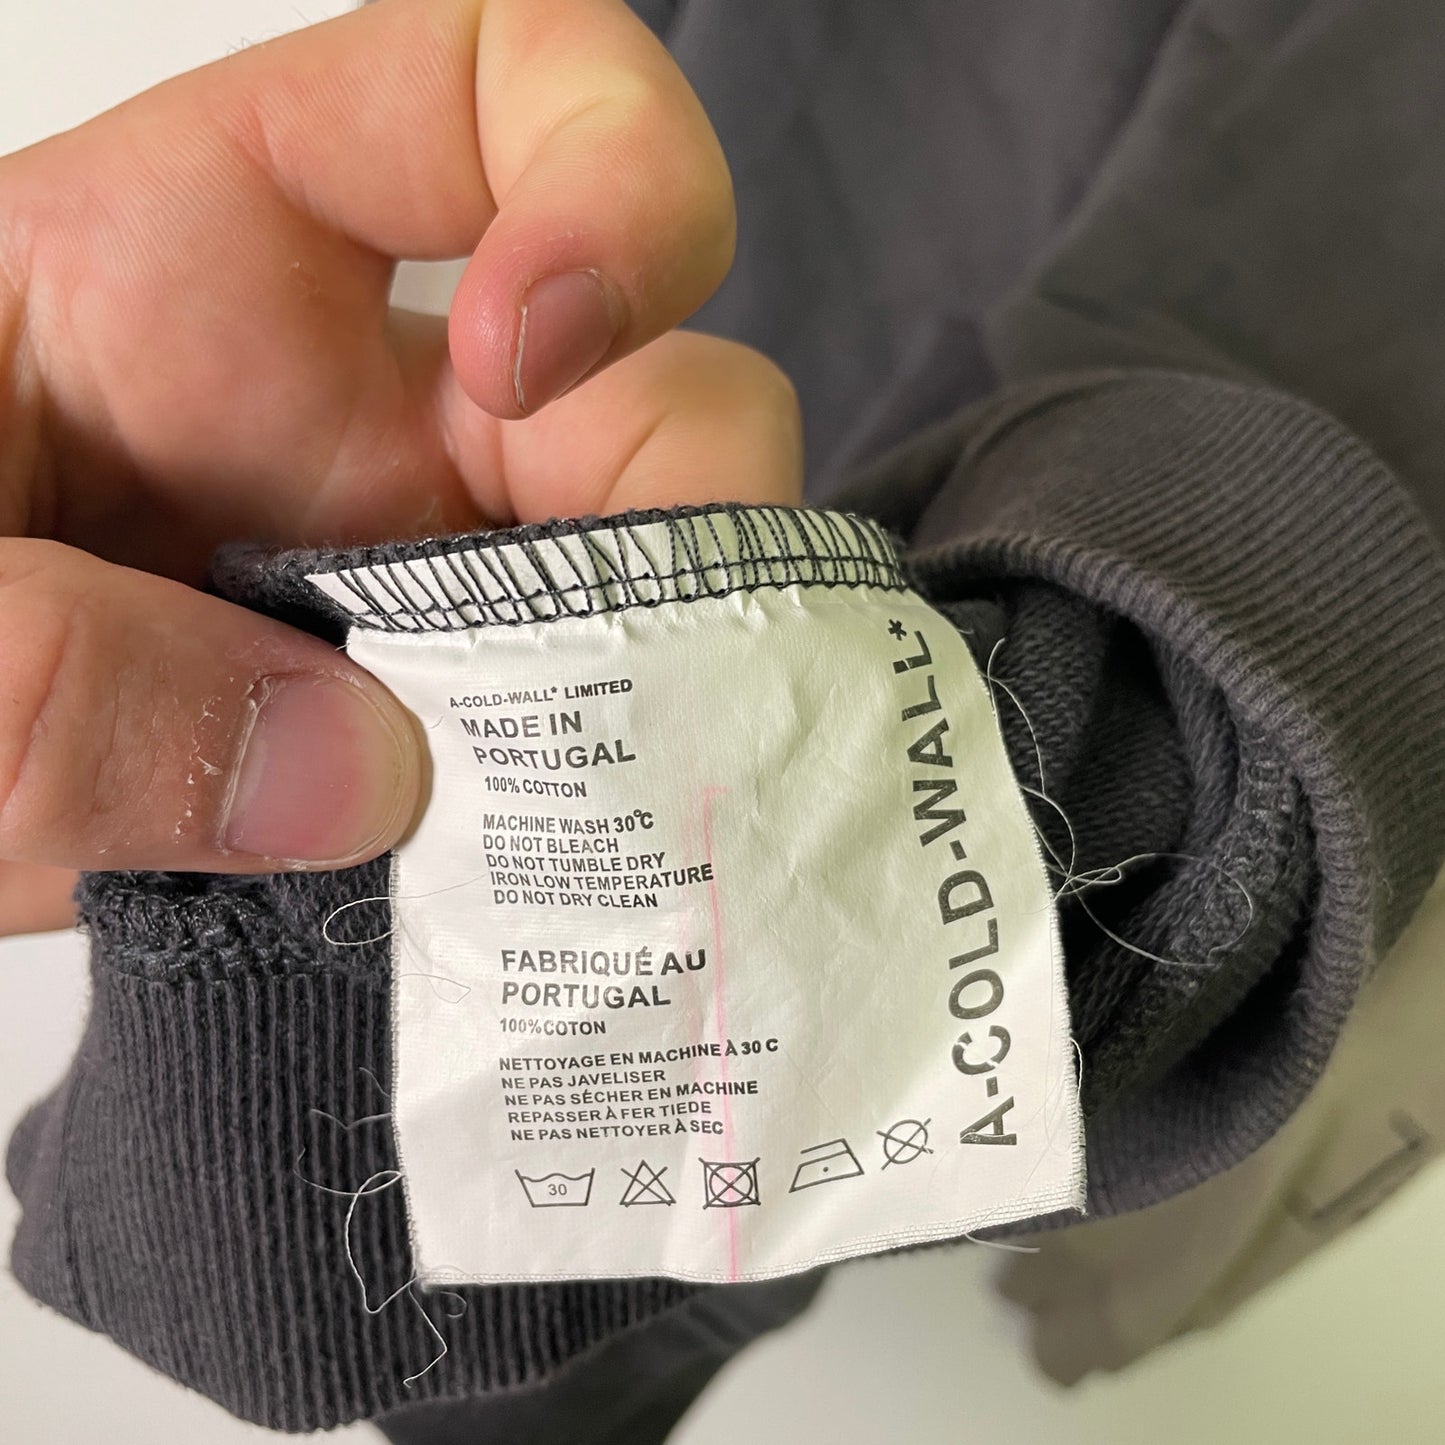 A-COLD-WALL* LIMITED
MADE IN
PORTUGAL
100% COTTON
MACHINE WASH 30°C
DO NOT BLEACH
DO NOT TUMBLE DRY
IRON LOW TEMPERATURE
DO NOT DRY CLEAN
FABRIQUÉ AU
PORTUGAL
100%COTON
NETTOYAGE EN MACHINE À 30 C
NE PAS JAVELISER
NE PAS SÉCHER EN MACHINE
REPASSER À FER TIEDE
NE PAS NETTOYER À SEC
30
A-COLD-WALL*